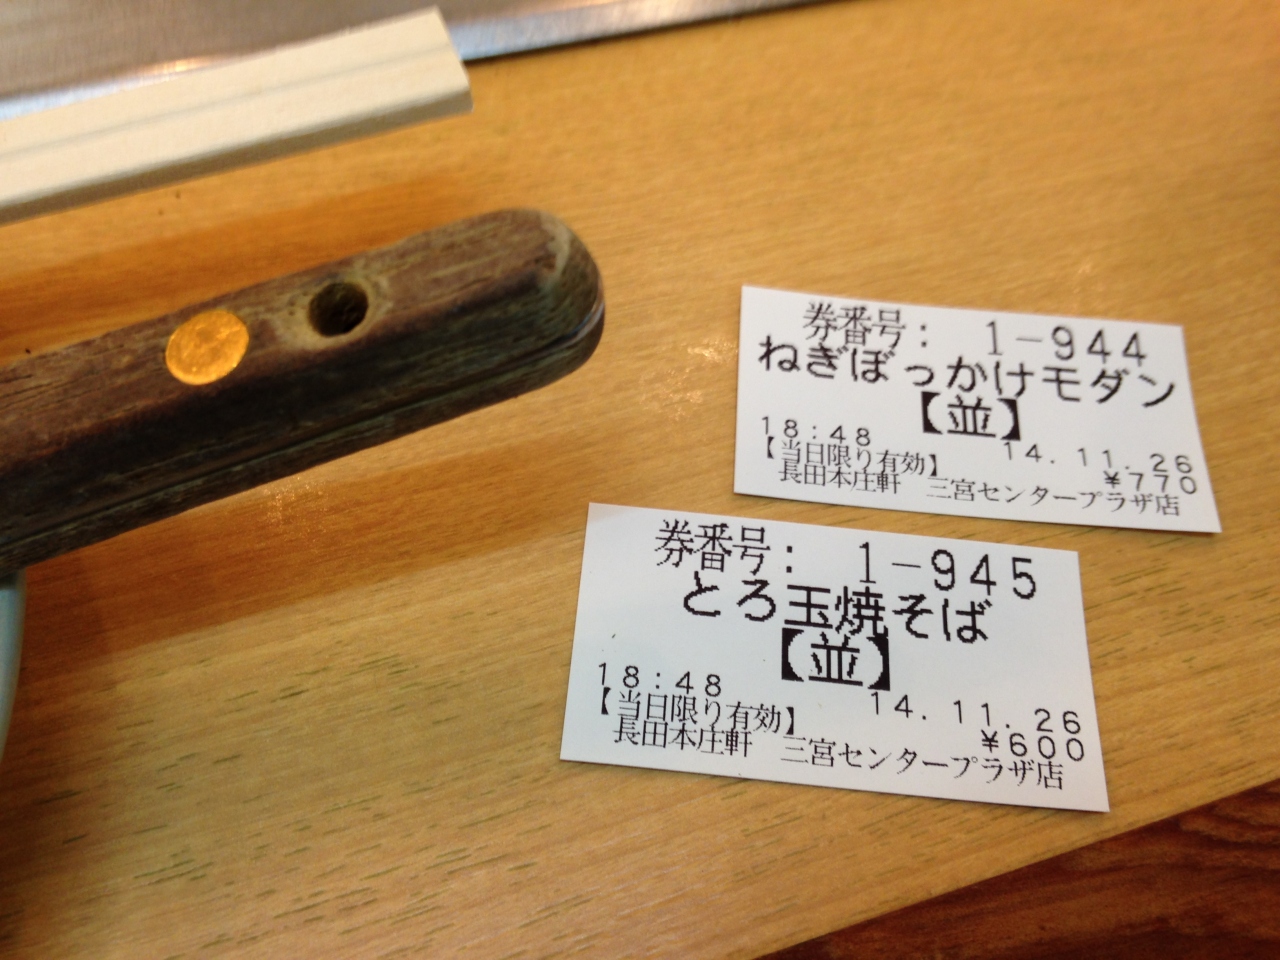 券番号： 1-944
ねぎぼっかけモダン
【並】
18:48 14.11.26
【当日限り有効】 ¥770
長田本庄軒 三宮センタープラザ店
券番号： 1-945
とろ玉焼そば
【並】
18:48 14.11.26
【当日限り有効】 ¥600
長田本庄軒 三宮センタープラザ店